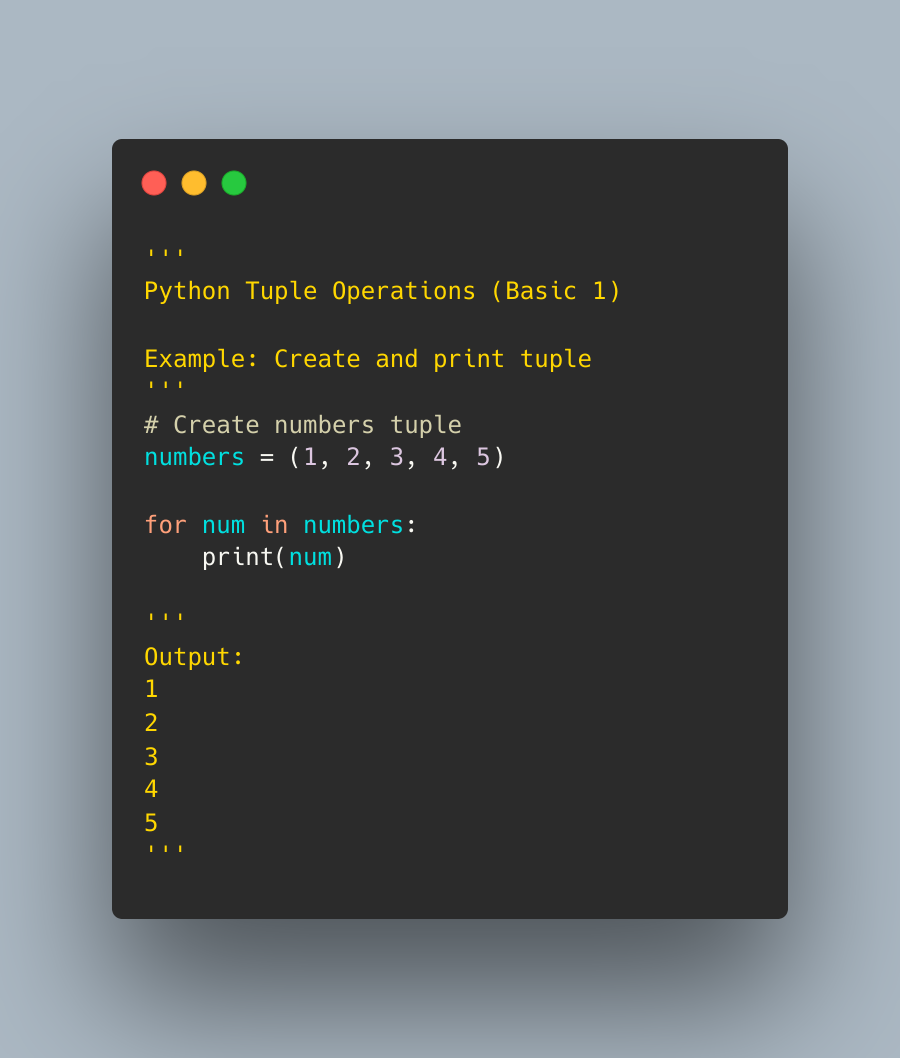 '''
Python Tuple Operations (Basic 1)
Example: Create and print tuple
'''
# Create numbers tuple
numbers = (1, 2, 3, 4, 5)
for num in numbers:
    print(num)
'''
Output:
1
2
3
4
5
'''